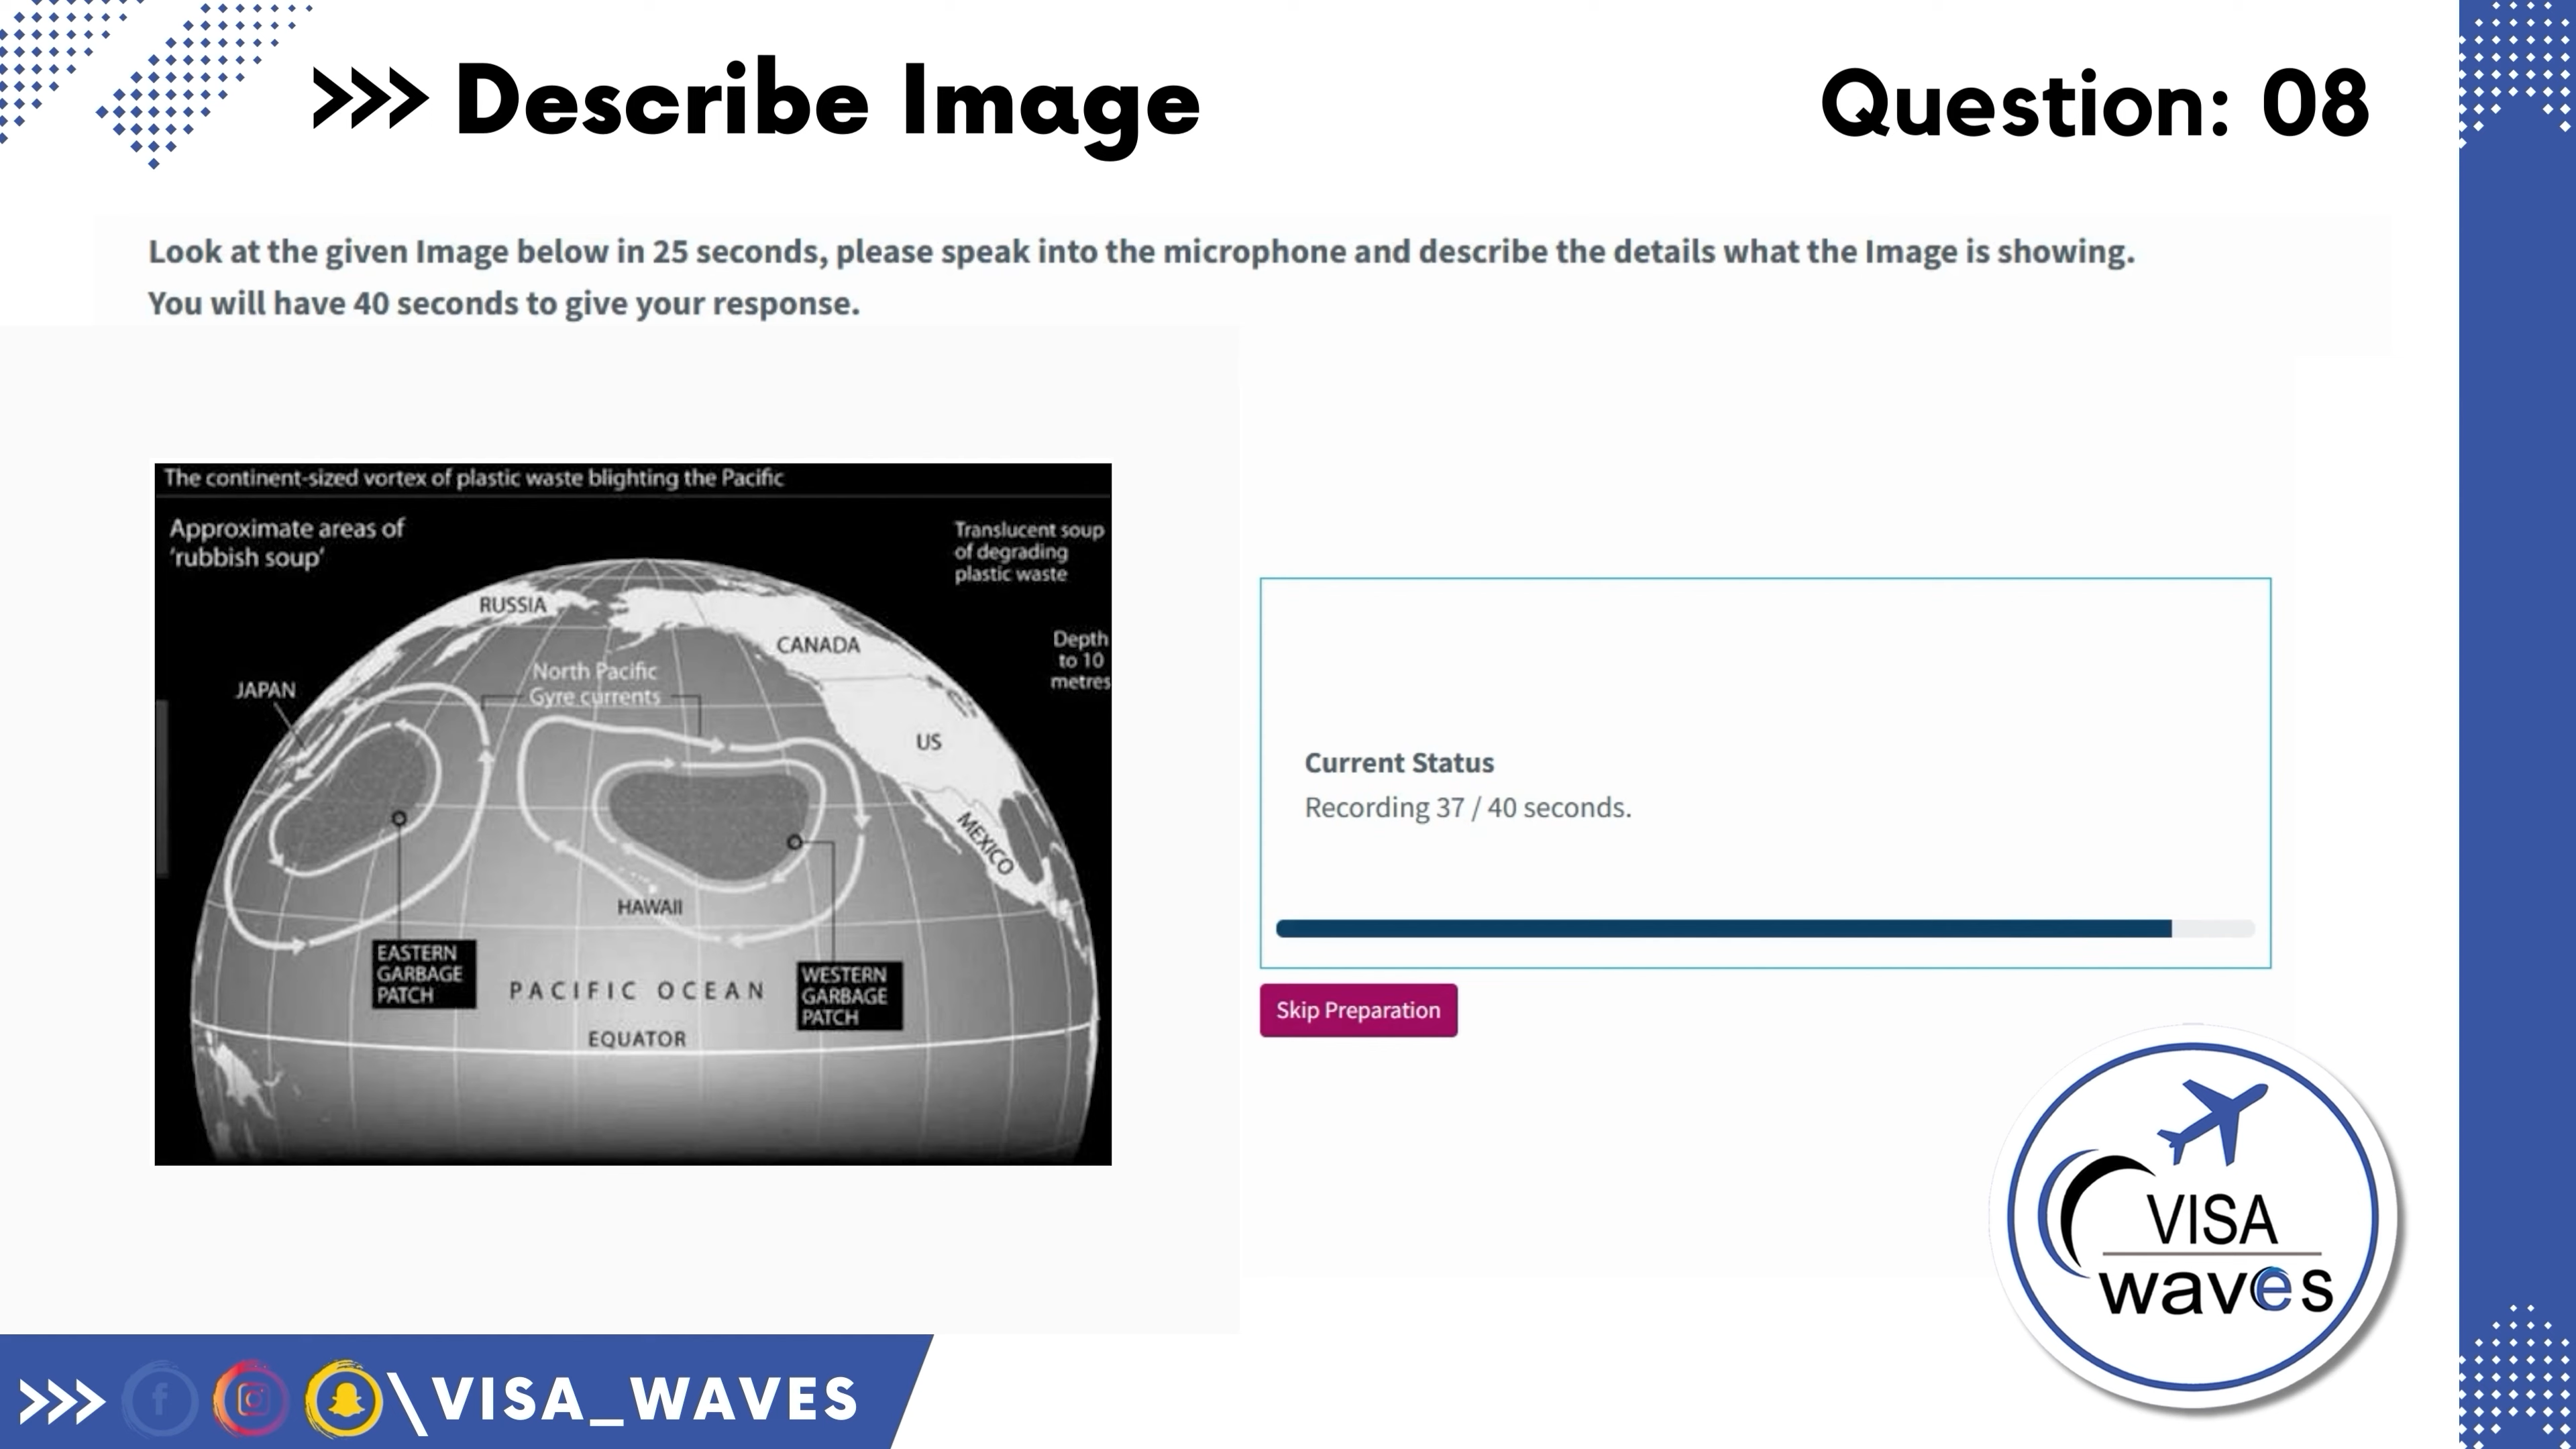 >>> Describe Image
Question: 08
Look at the given Image below in 25 seconds, please speak into the microphone and describe the details what the Image is showing.
You will have 40 seconds to give your response.
The continent-sized vortex of plastic waste blighting the Pacific
Approximate areas of
'rubbish soup'
Translucent soup
of degrading
plastic waste
Depth
to 10
metres
RUSSIA
CANADA
North Pacific
Gyre currents
JAPAN
US
MEXICO
HAWAII
EASTERN
GARBAGE
PATCH
PACIFIC OCEAN
WESTERN
GARBAGE
PATCH
EQUATOR
Current Status
Recording 37 / 40 seconds.
Skip Preparation
VISA
waves
>>> f \VISA_WAVES